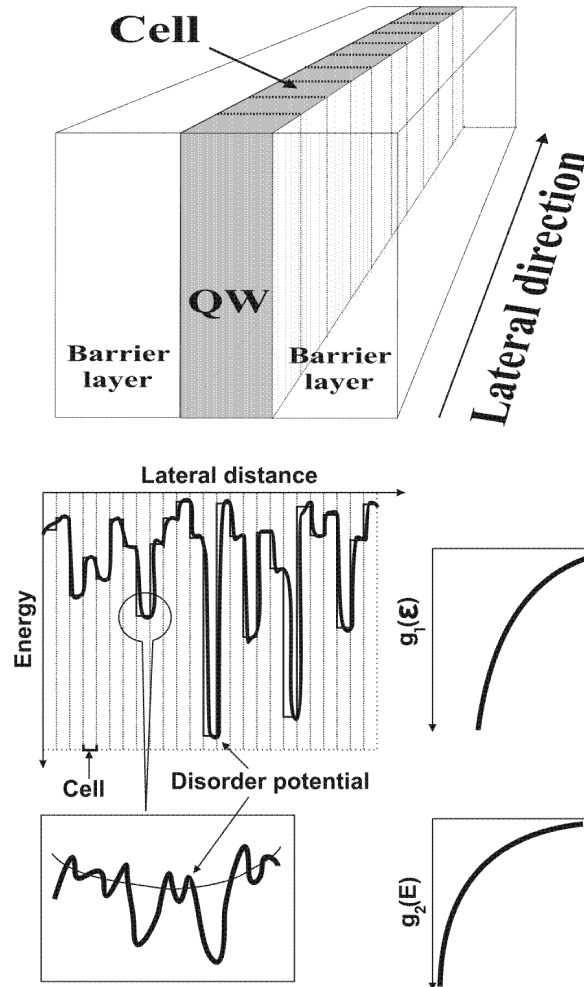 Cell
QW
Barrier
layer
Barrier
layer
Lateral direction
Lateral distance
Energy
g₁(ε)
Cell
Disorder potential
g₂(E)